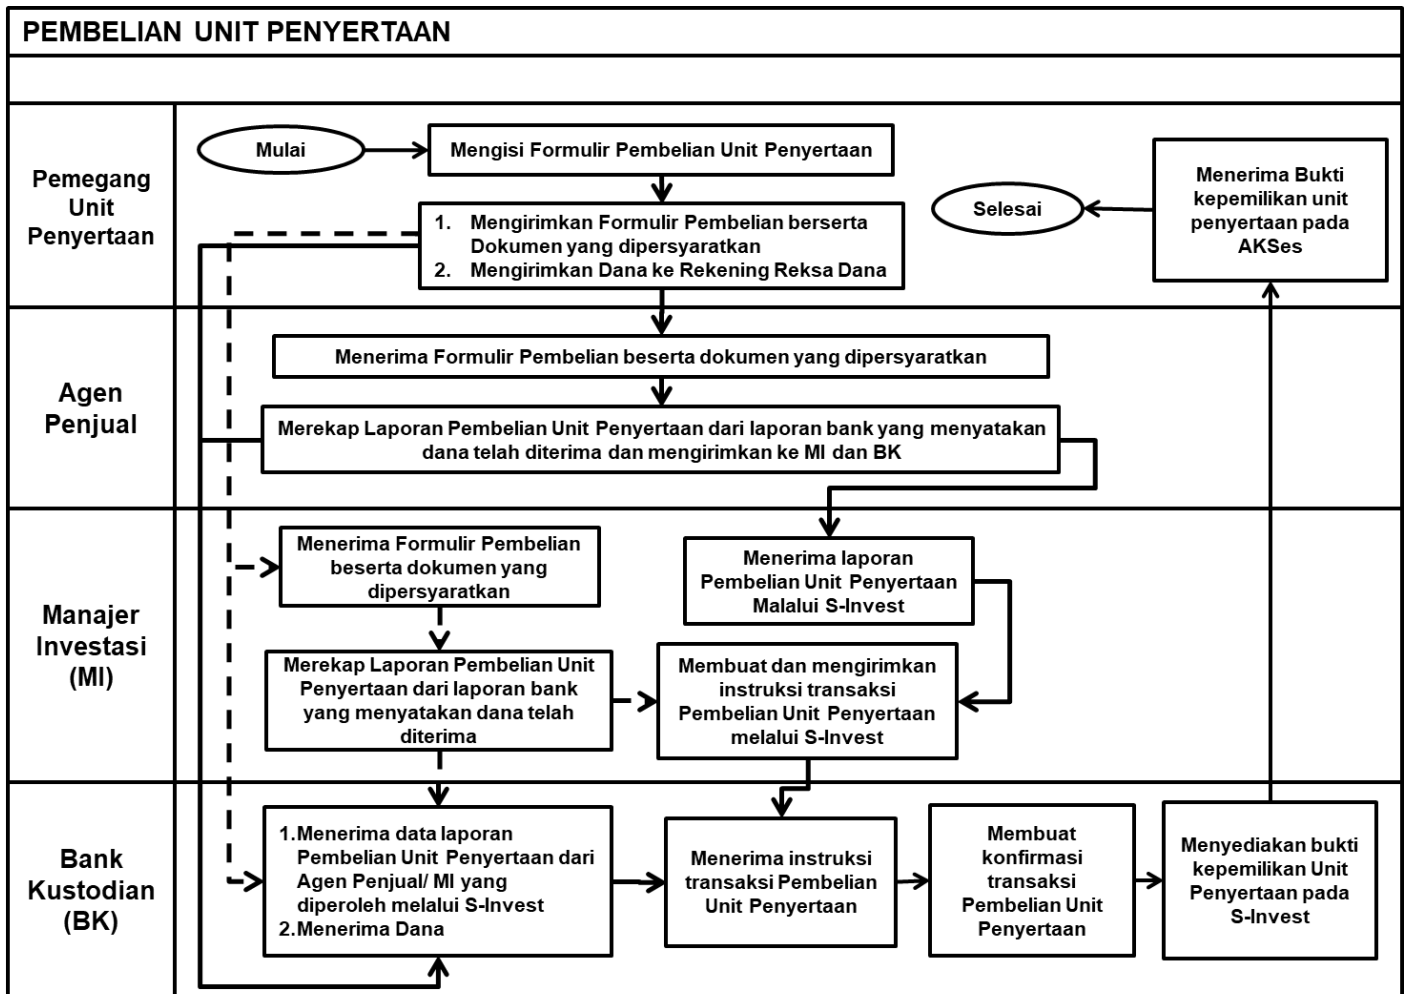 PEMBELIAN UNIT PENYERTAAN
Pemegang
Unit
Penyertaan
Mulai
Mengisi Formulir Pembelian Unit Penyertaan
1. Mengirimkan Formulir Pembelian berserta
Dokumen yang dipersyaratkan
2. Mengirimkan Dana ke Rekening Reksa Dana
Selesai
Menerima Bukti
kepemilikan unit
penyertaan pada
AKSes
Agen
Penjual
Menerima Formulir Pembelian beserta dokumen yang dipersyaratkan
Merekap Laporan Pembelian Unit Penyertaan dari laporan bank yang menyatakan
dana telah diterima dan mengirimkan ke MI dan BK
Manajer
Investasi
(MI)
Menerima Formulir Pembelian
beserta dokumen yang
dipersyaratkan
Menerima laporan
Pembelian Unit Penyertaan
Malalui S-Invest
Merekap Laporan Pembelian Unit
Penyertaan dari laporan bank
yang menyatakan dana telah
diterima
Membuat dan mengirimkan
instruksi transaksi
Pembelian Unit Penyertaan
melalui S-Invest
Bank
Kustodian
(BK)
1.Menerima data laporan
Pembelian Unit Penyertaan dari
Agen Penjual/ MI yang
diperoleh melalui S-Invest
2.Menerima Dana
Menerima instruksi
transaksi Pembelian
Unit Penyertaan
Membuat
konfirmasi
transaksi
Pembelian Unit
Penyertaan
Menyediakan bukti
kepemilikan Unit
Penyertaan pada
S-Invest